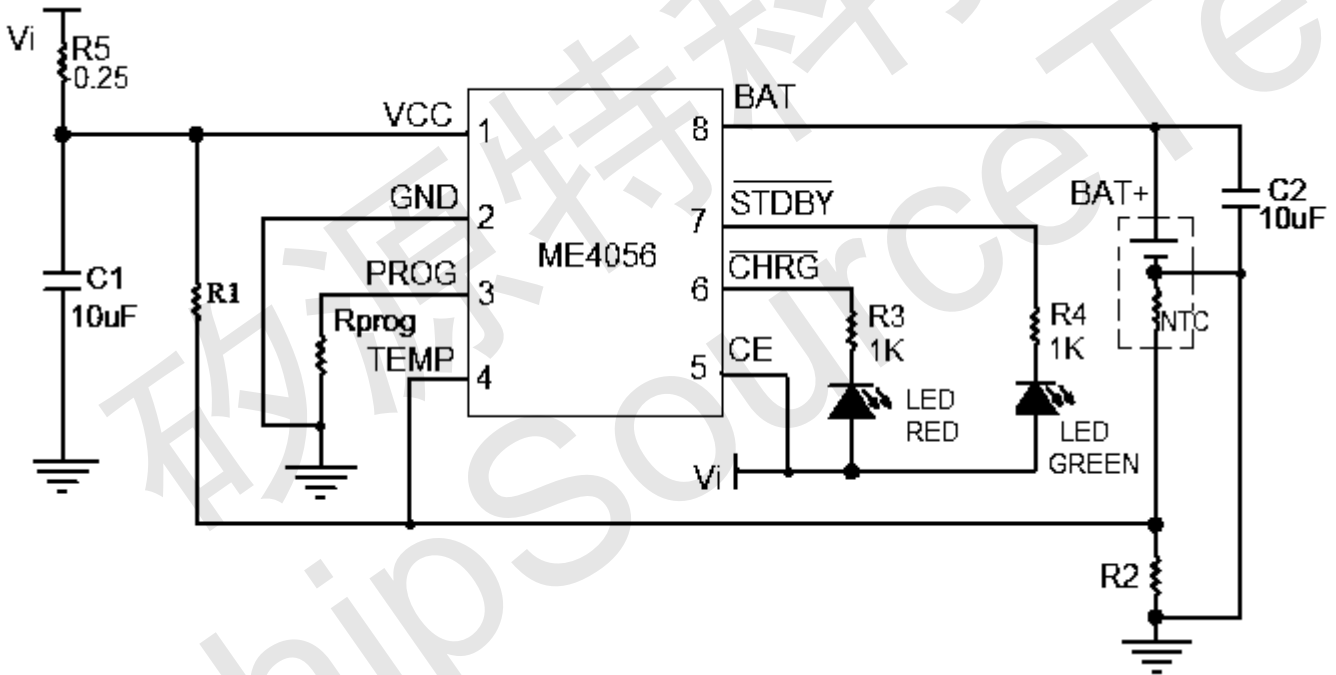 Vi
R5
0.25
VCC
1
BAT
8
GND
2
STDBY
7
BAT+
C2
10uF
ME4056
C1
10uF
R1
PROG
3
CHRG
6
Rprog
R3
1K
R4
1K
NTC
TEMP
4
CE
5
LED
RED
LED
GREEN
Vi
R2
矽源特科
ChipSourceTe